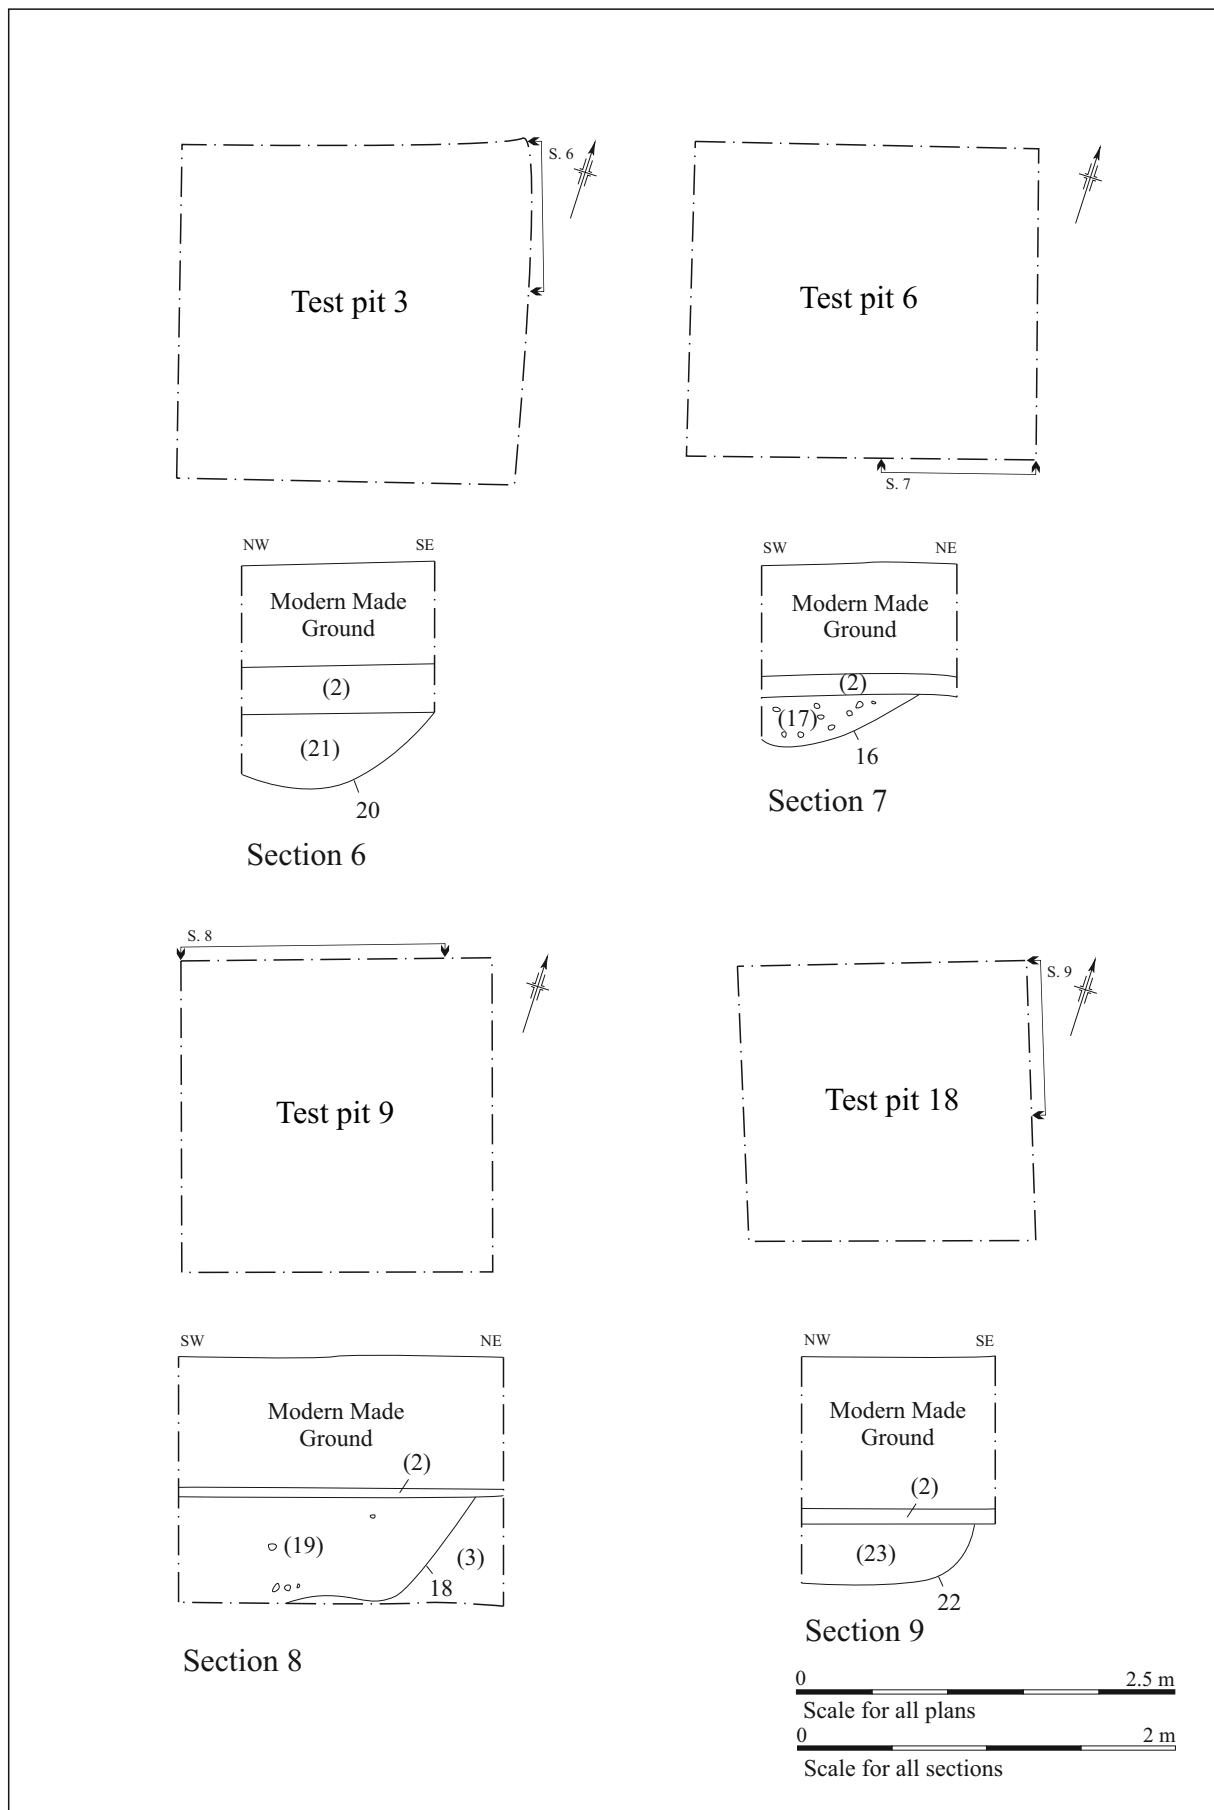 S. 6
Test pit 3
Test pit 6
S. 7
NW
SE
Modern Made
Ground
(2)
(21)
20
Section 6
SW
NE
Modern Made
Ground
(2)
(17)
16
Section 7
S. 8
Test pit 9
S. 9
Test pit 18
SW
NE
Modern Made
Ground
(2)
(19)
(3)
18
Section 8
NW
SE
Modern Made
Ground
(2)
(23)
22
Section 9
0
2.5 m
Scale for all plans
0
2 m
Scale for all sections